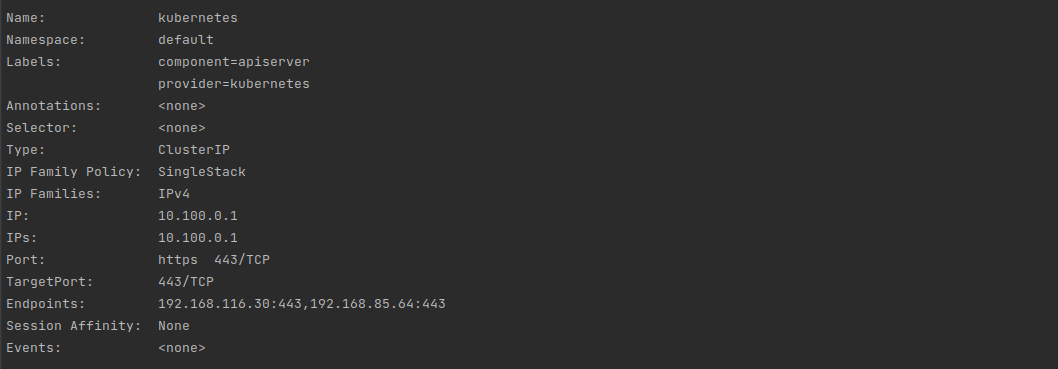 Name:              kubernetes
Namespace:         default
Labels:            component=apiserver
                   provider=kubernetes
Annotations:       <none>
Selector:          <none>
Type:              ClusterIP
IP Family Policy:  SingleStack
IP Families:       IPv4
IP:                10.100.0.1
IPs:               10.100.0.1
Port:              https  443/TCP
TargetPort:        443/TCP
Endpoints:         192.168.116.30:443,192.168.85.64:443
Session Affinity:  None
Events:            <none>